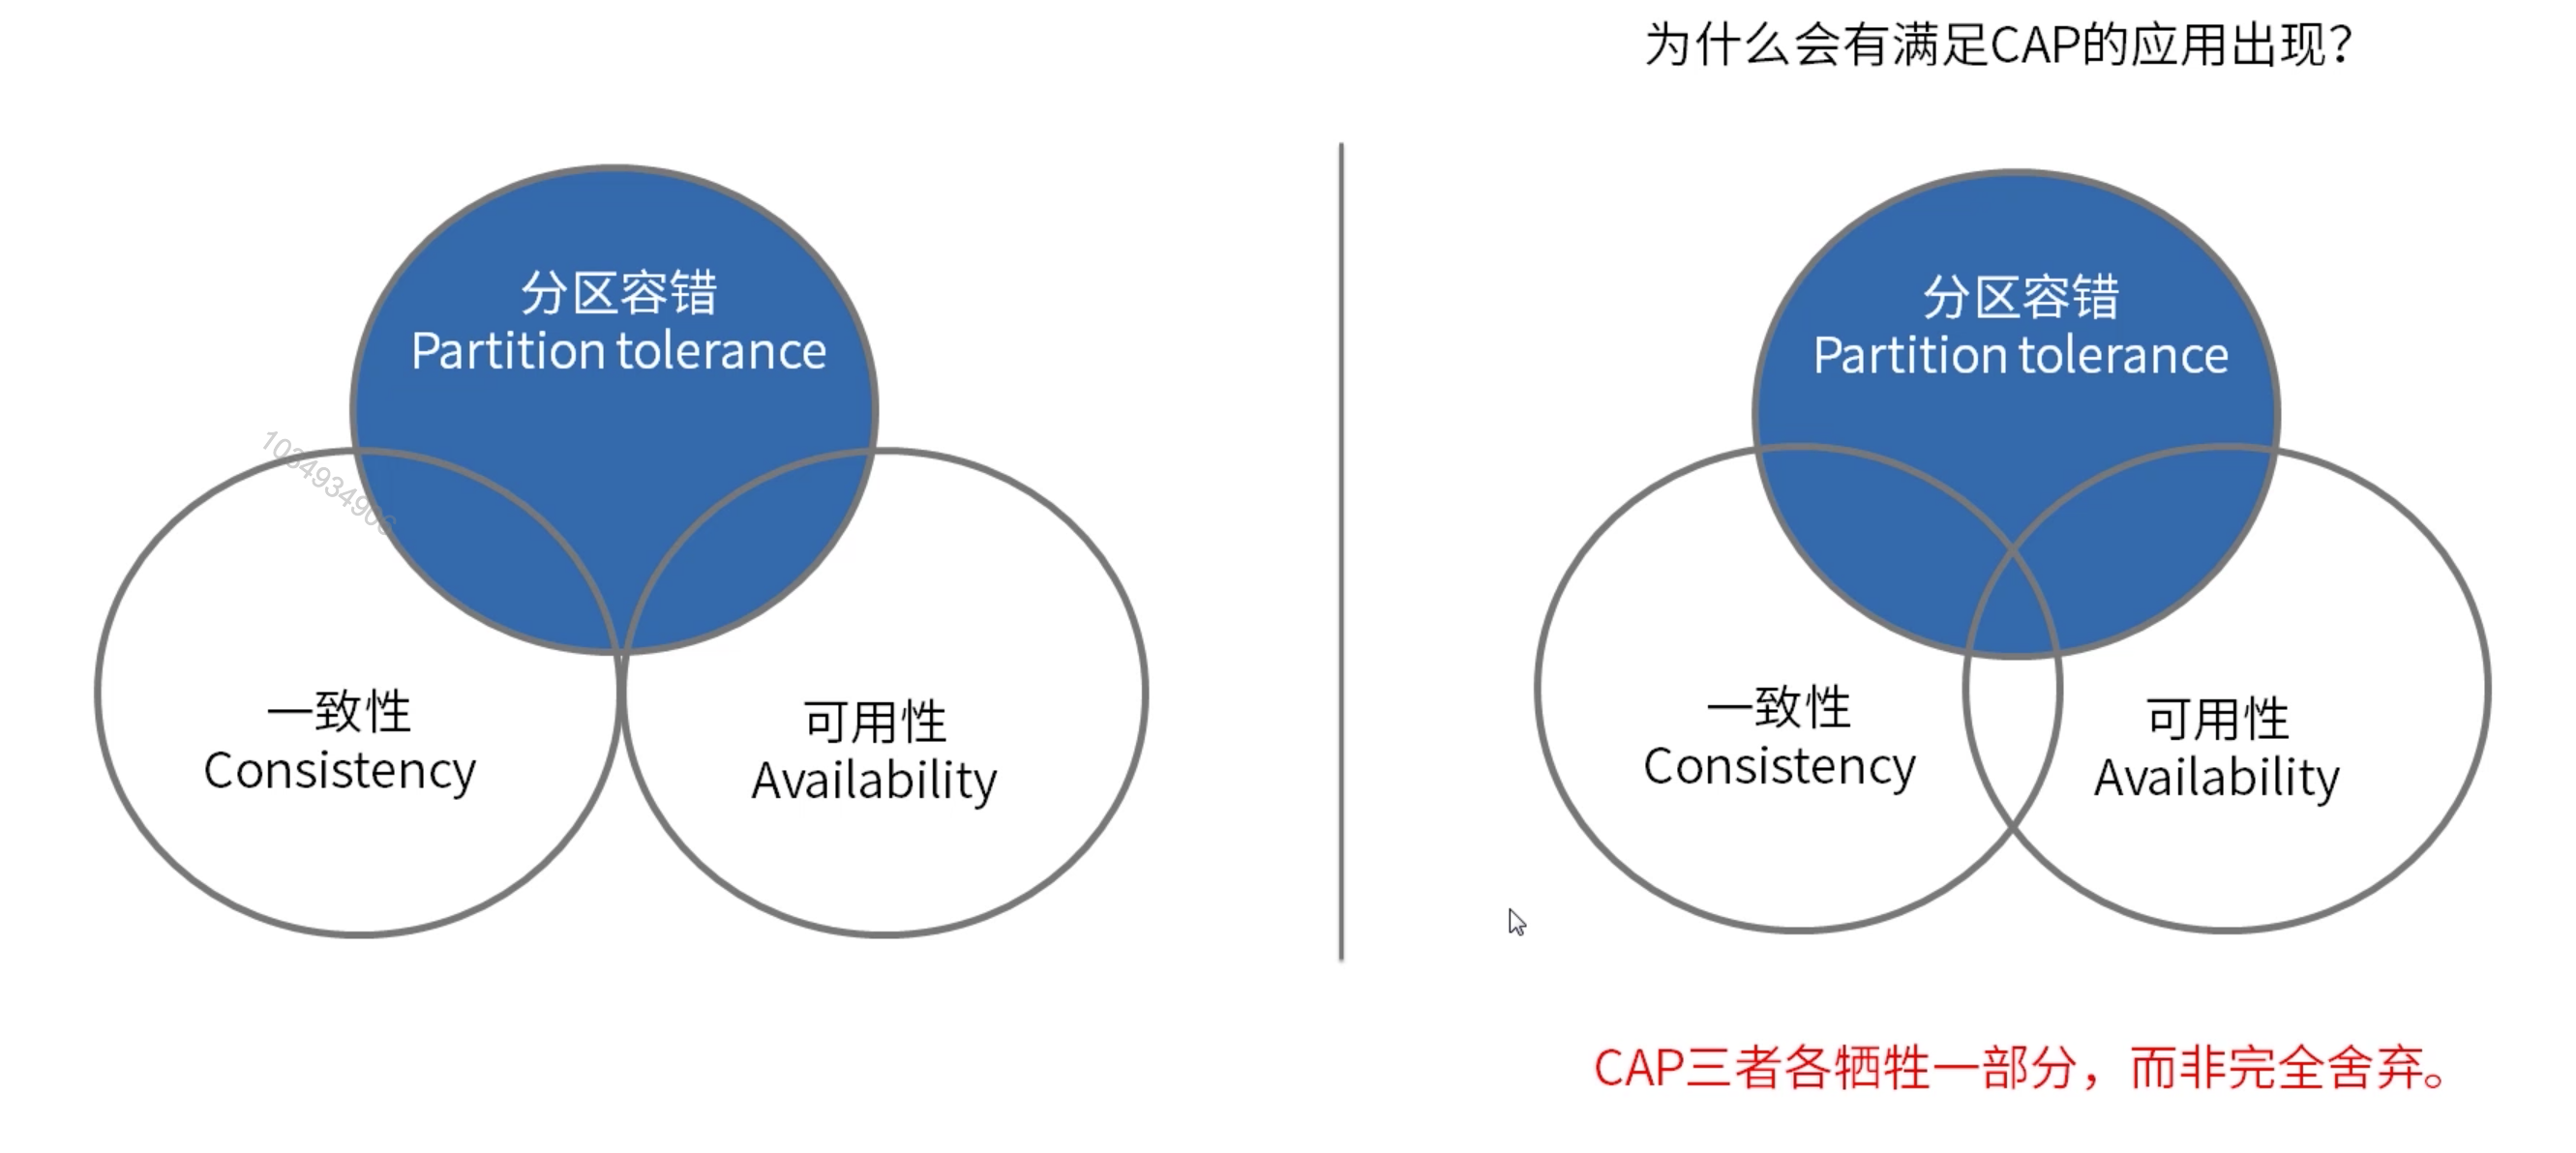 为什么会有满足CAP的应用出现？
分区容错
Partition tolerance
1034934906
一致性
Consistency
可用性
Availability
分区容错
Partition tolerance
一致性
Consistency
可用性
Availability
CAP三者各牺牲一部分，而非完全舍弃。